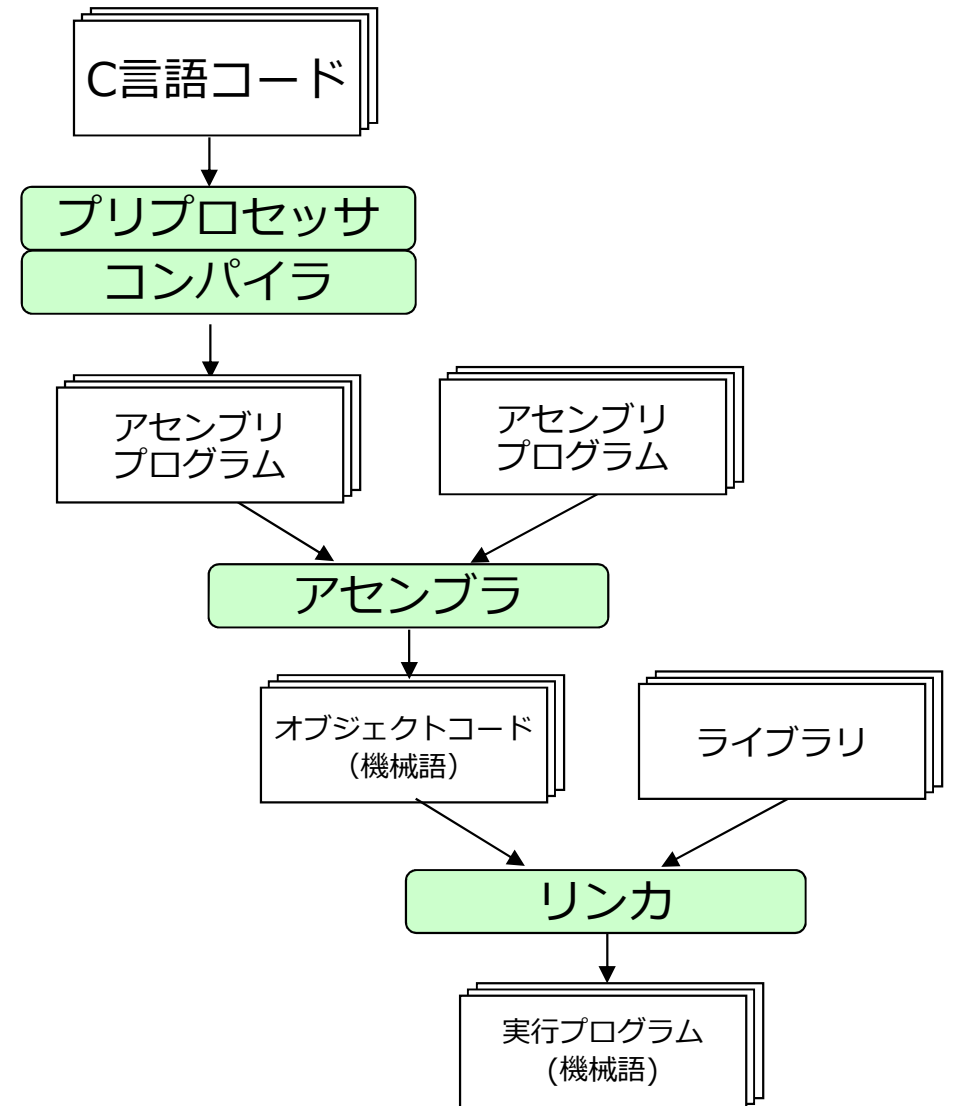 C言語コード
プリプロセッサ
コンパイラ
アセンブリ
プログラム
アセンブリ
プログラム
アセンブラ
オブジェクトコード
（機械語）
ライブラリ
リンカ
実行プログラム
(機械語)